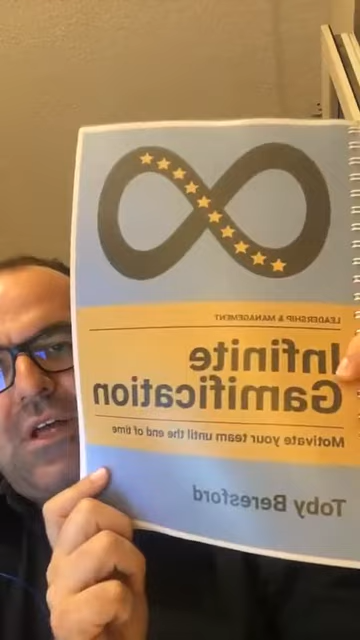 LEADERSHIP & MANAGEMENT
Infinite
Gamification
Motivate your team until the end of time
Toby Beresford